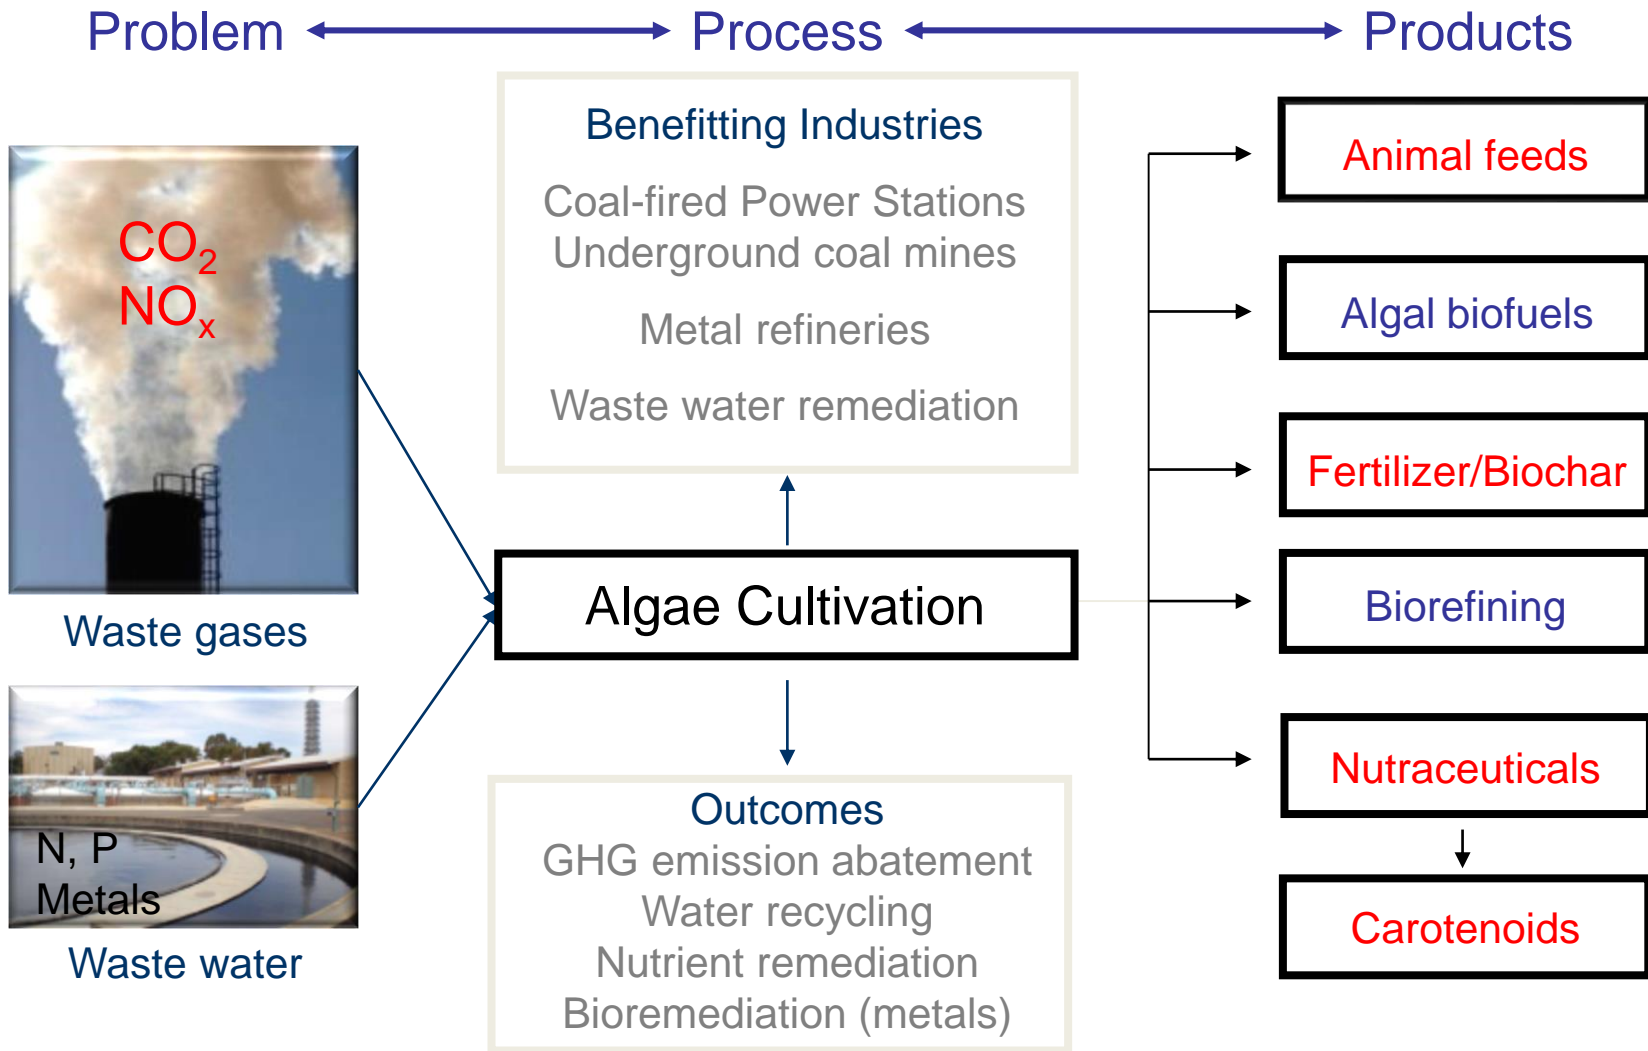 Problem
Process
Products
CO₂
NOₓ
Waste gases
N, P
Metals
Waste water
Benefitting Industries
Coal-fired Power Stations
Underground coal mines
Metal refineries
Waste water remediation
Algae Cultivation
Outcomes
GHG emission abatement
Water recycling
Nutrient remediation
Bioremediation (metals)
Animal feeds
Algal biofuels
Fertilizer/Biochar
Biorefining
Nutraceuticals
Carotenoids